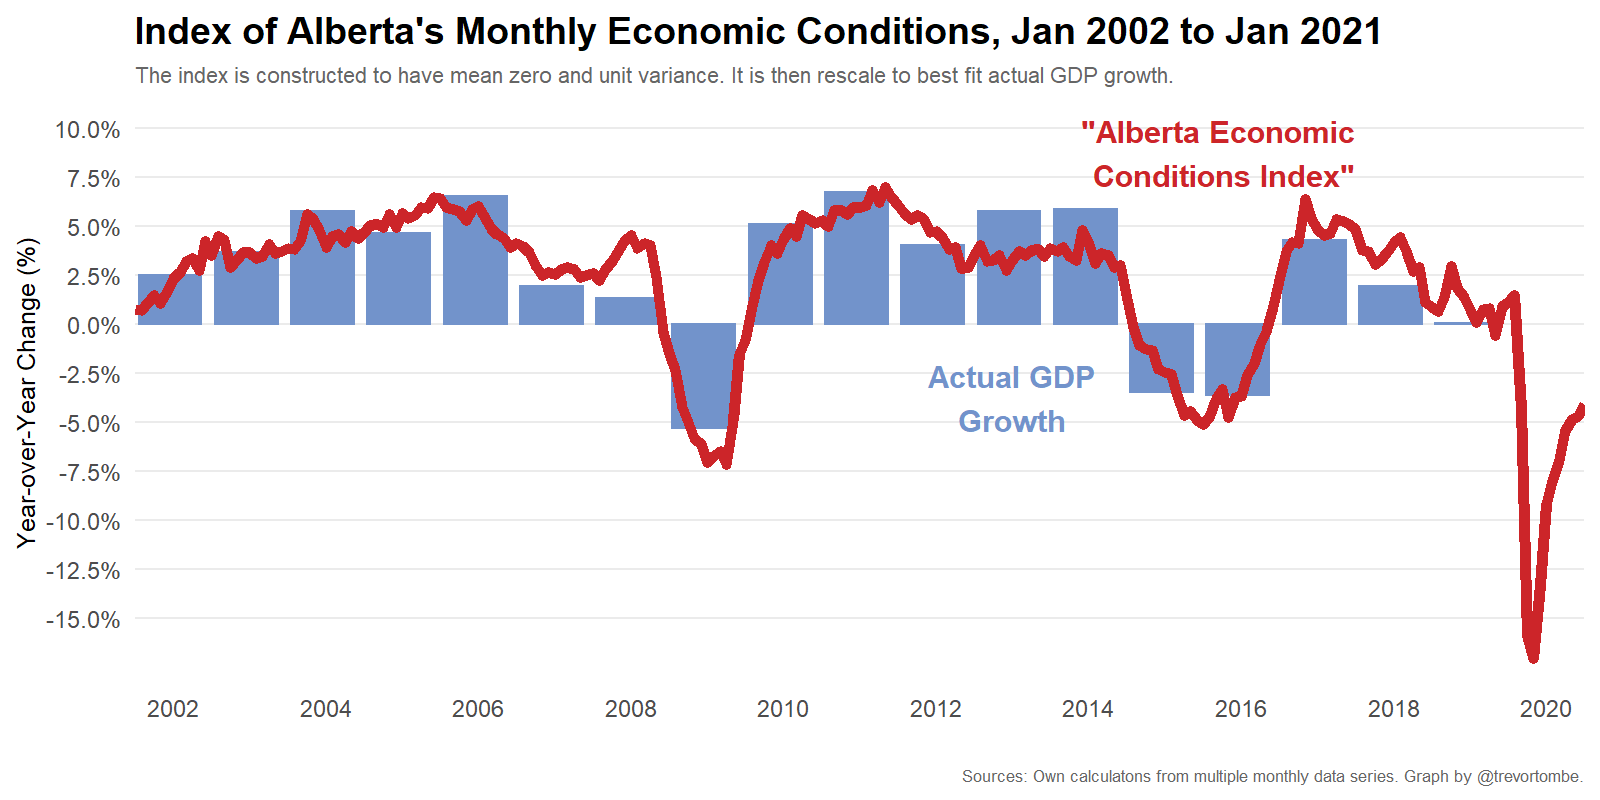 Index of Alberta's Monthly Economic Conditions, Jan 2002 to Jan 2021
The index is constructed to have mean zero and unit variance. It is then rescale to best fit actual GDP growth.
"Alberta Economic
Conditions Index"
Actual GDP
Growth
Year-over-Year Change (%)
10.0%
7.5%
5.0%
2.5%
0.0%
-2.5%
-5.0%
-7.5%
-10.0%
-12.5%
-15.0%
2002 2004 2006 2008 2010 2012 2014 2016 2018 2020
Sources: Own calculatons from multiple monthly data series. Graph by @trevortombe.